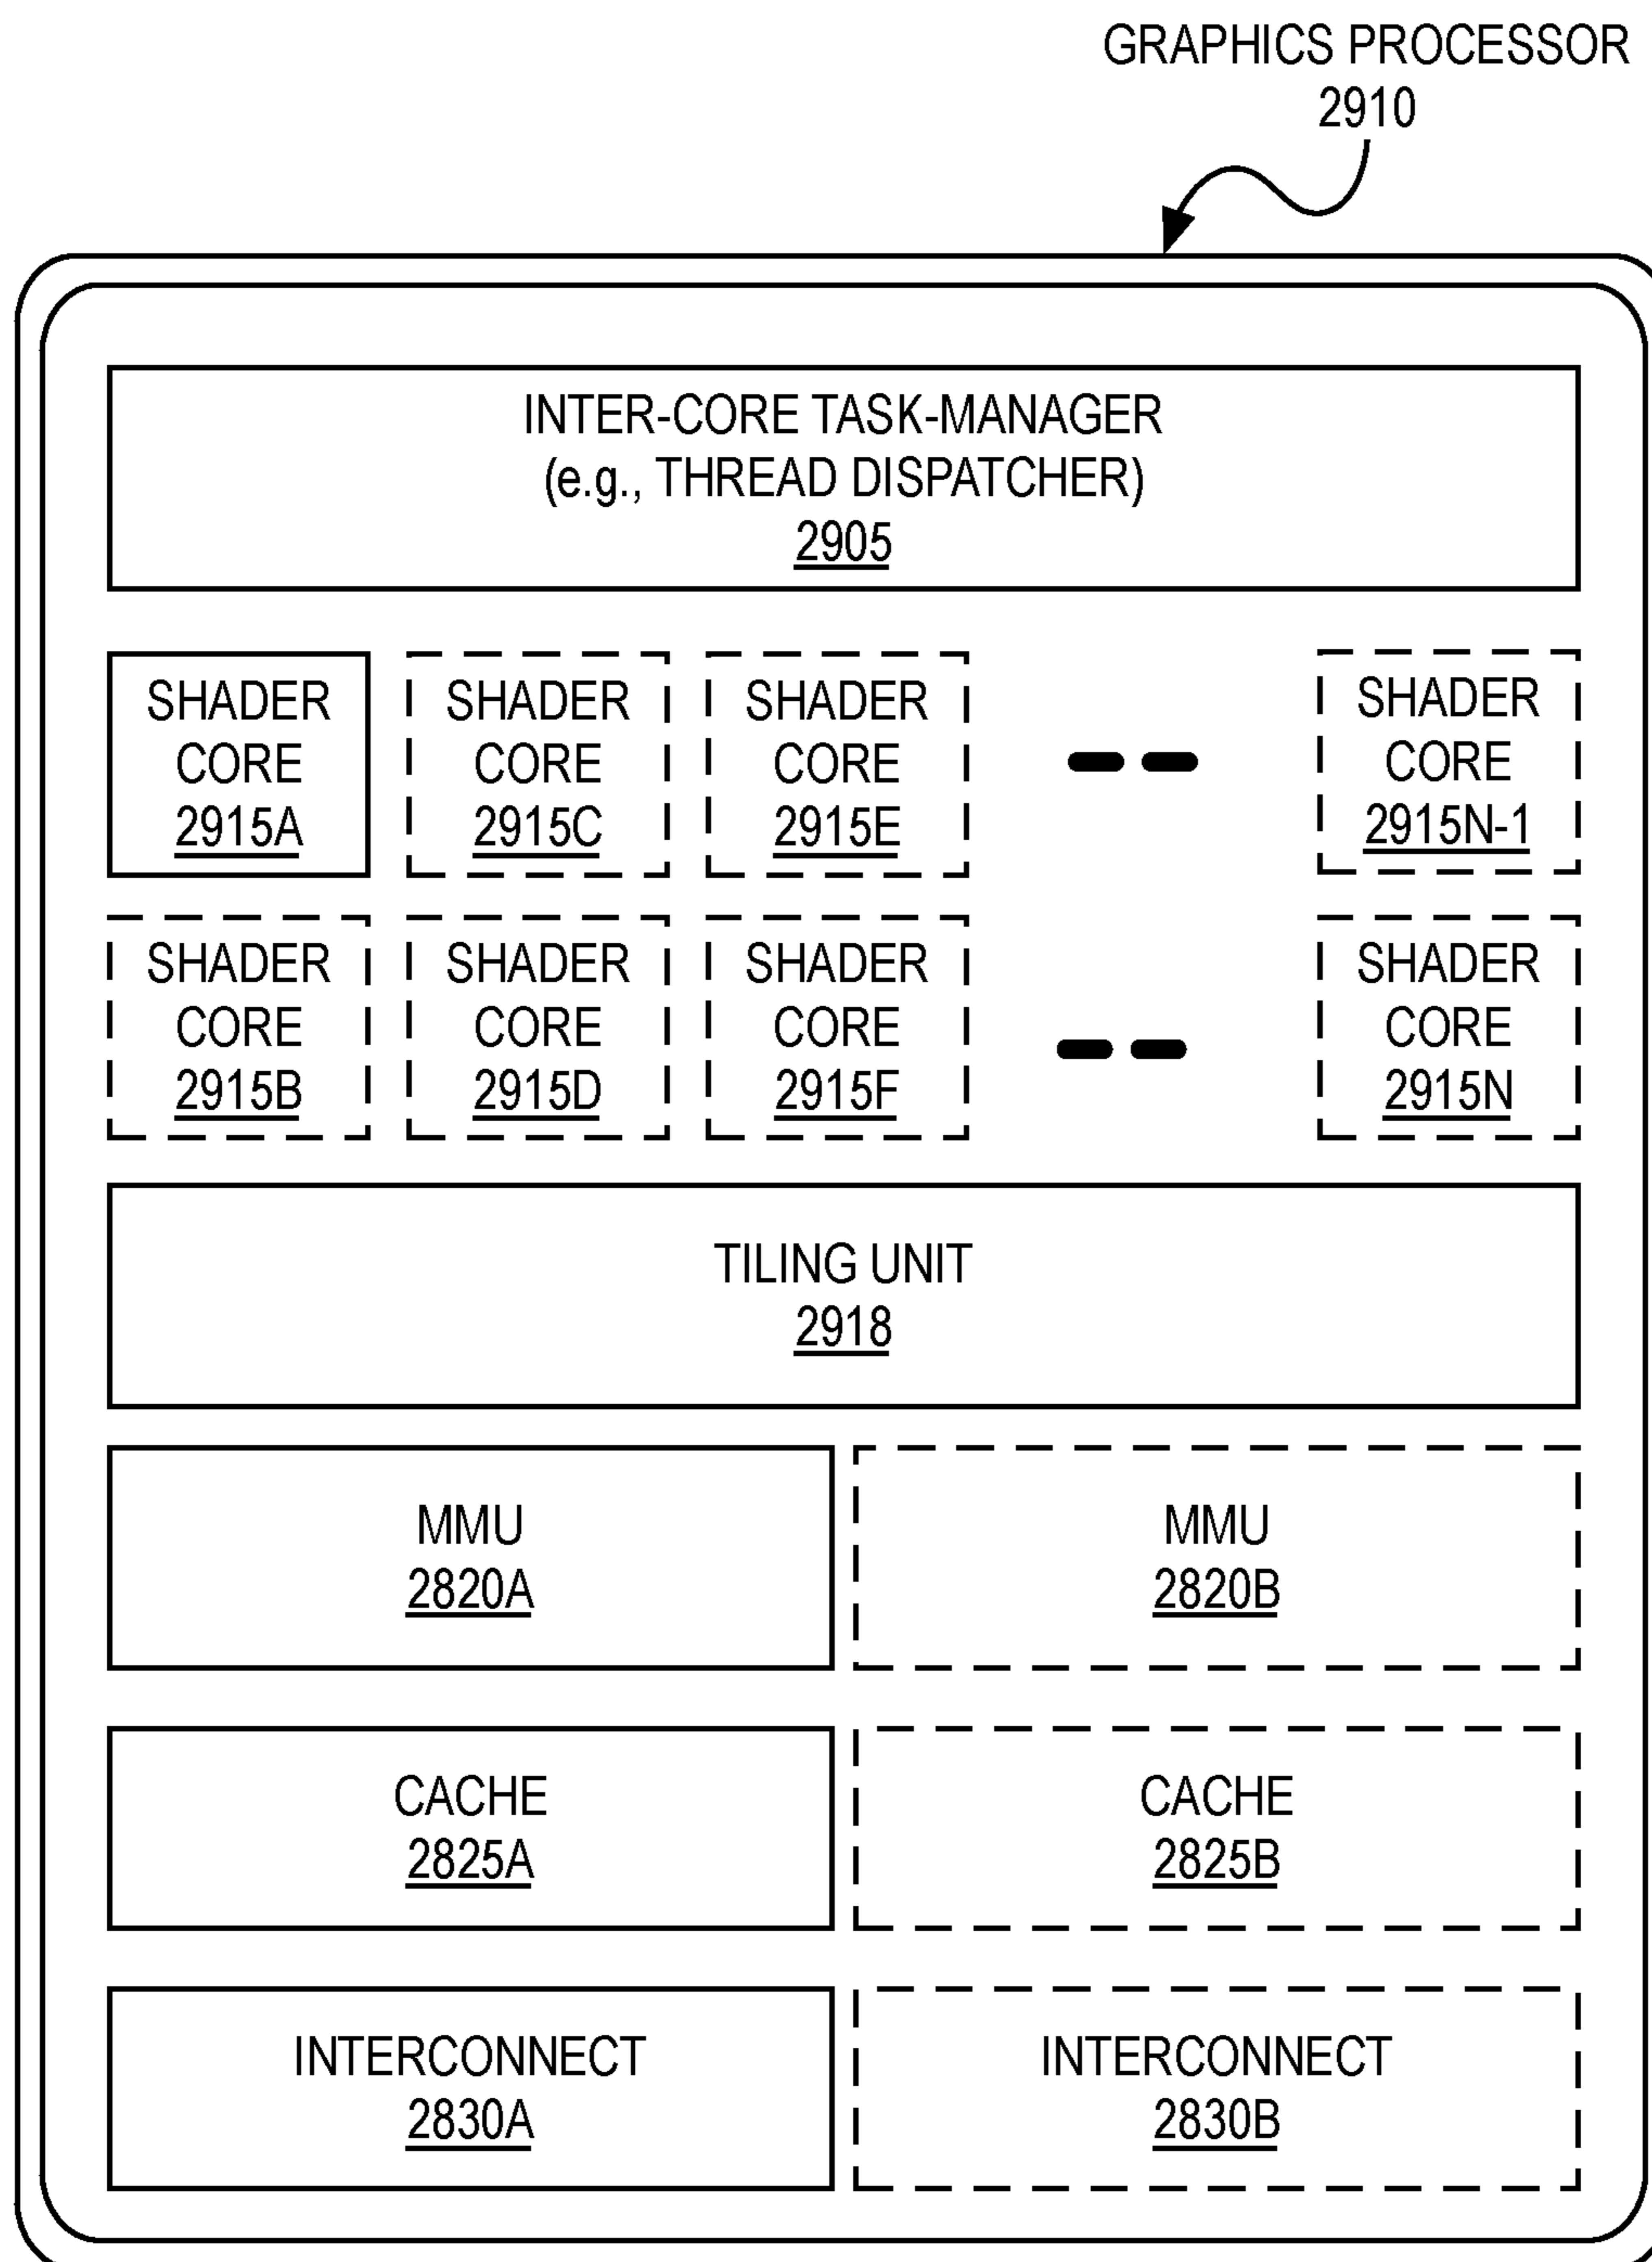 GRAPHICS PROCESSOR
2910
INTER-CORE TASK-MANAGER
(e.g., THREAD DISPATCHER)
2905
SHADER
CORE
2915A
SHADER
CORE
2915C
SHADER
CORE
2915E
SHADER
CORE
2915N-1
SHADER
CORE
2915B
SHADER
CORE
2915D
SHADER
CORE
2915F
SHADER
CORE
2915N
TILING UNIT
2918
MMU
2820A
MMU
2820B
CACHE
2825A
CACHE
2825B
INTERCONNECT
2830A
INTERCONNECT
2830B